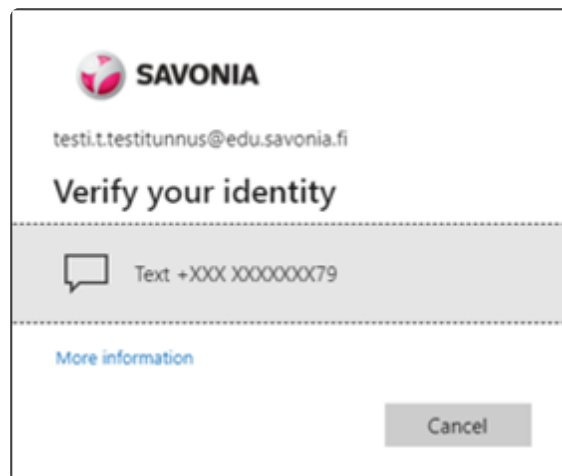 SAVONIA
testi.t.testitunnus@edu.savonia.fi
Verify your identity
Text +XXX XXXXXXX79
More information
Cancel